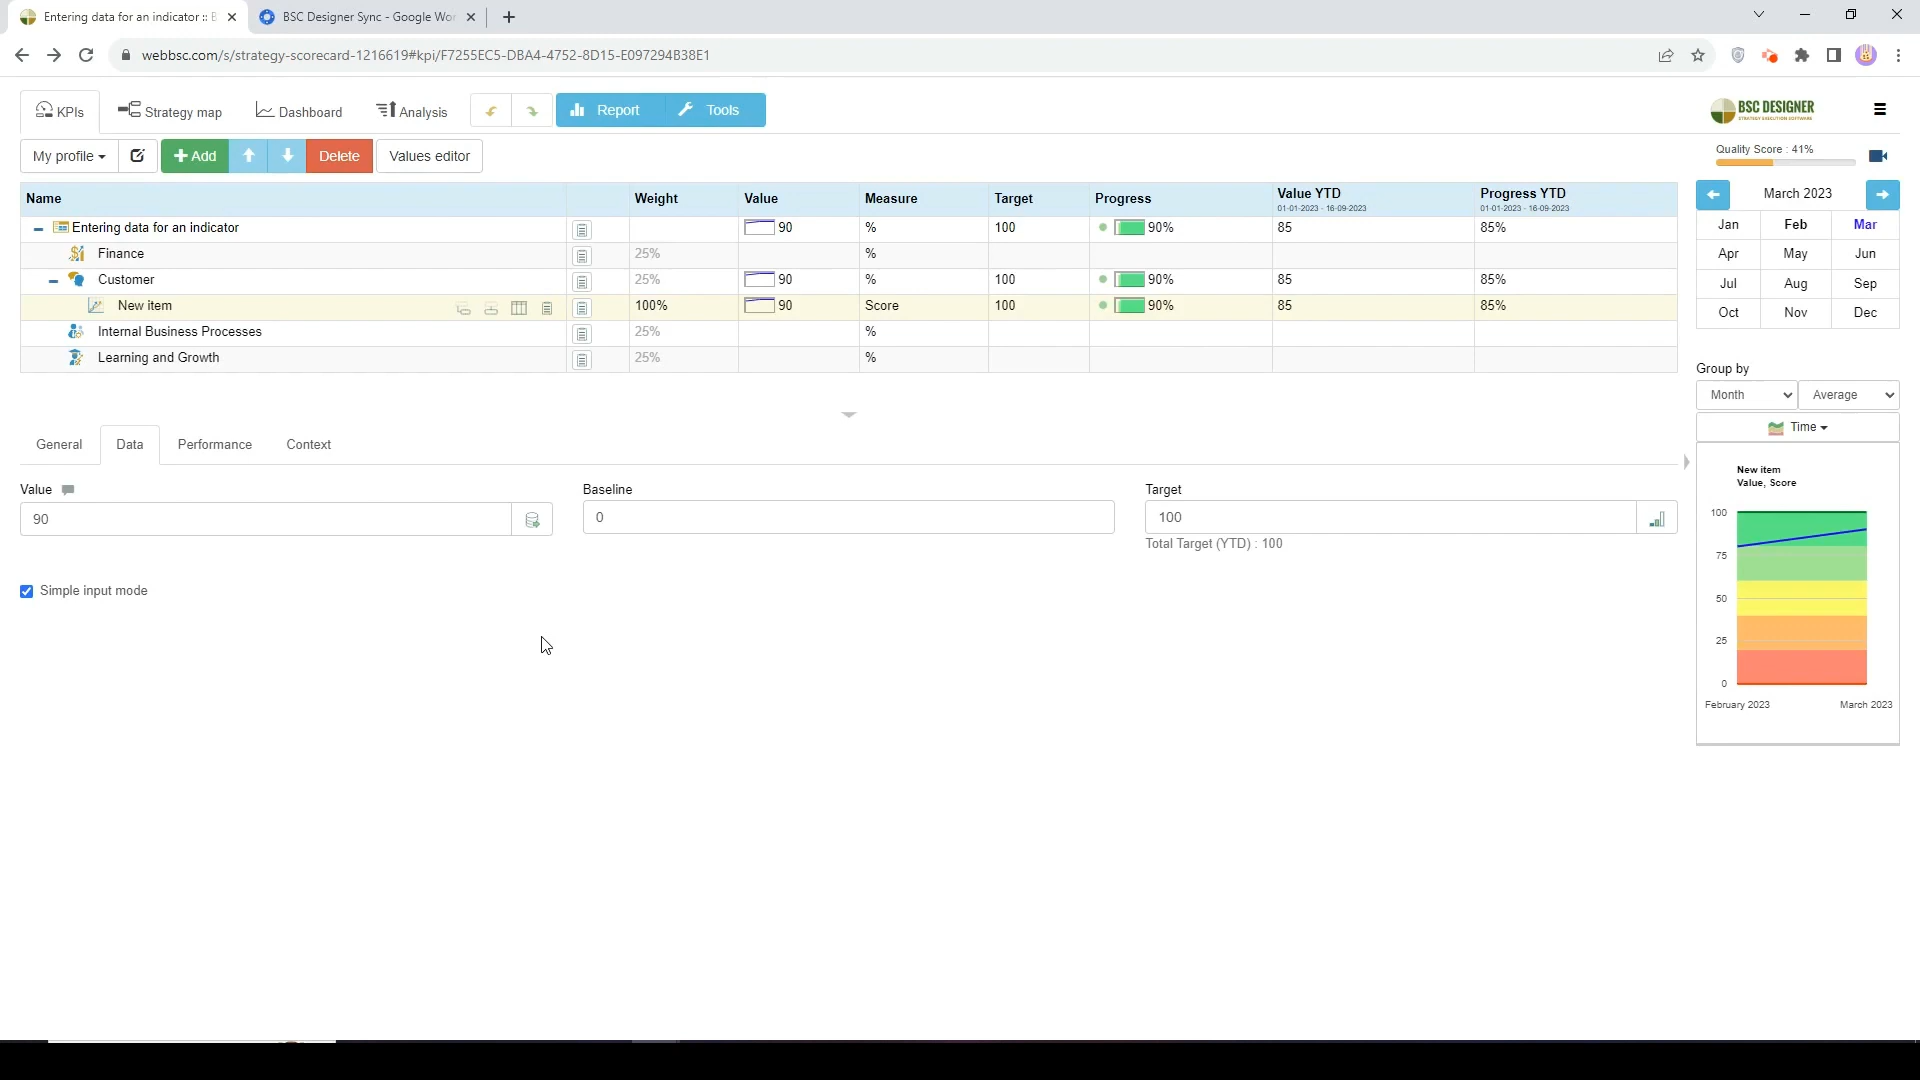 Entering data for an indicator :: B
BSC Designer Sync - Google Wor
webbsc.com/s/strategy-scorecard-1216619#kpi/F7255EC5-DBA4-4752-8D15-E097294B38E1
KPIs Strategy map Dashboard Analysis Report Tools
BSC DESIGNER
STRATEGY EXECUTION SOFTWARE
My profile Add Delete Values editor
Quality Score : 41%
Name Weight Value Measure Target Progress Value YTD Progress YTD
01-01-2023 - 16-09-2023 01-01-2023 - 16-09-2023
Entering data for an indicator 90 % 100 90% 85 85%
Finance 25% %
Customer 25% 90 % 100 90% 85 85%
New item 100% 90 Score 100 90% 85 85%
Internal Business Processes 25% %
Learning and Growth 25% %
March 2023
Jan Feb Mar
Apr May Jun
Jul Aug Sep
Oct Nov Dec
Group by
Month Average
Time
General Data Performance Context
Value Baseline Target
90 0 100
Total Target (YTD) : 100
Simple input mode
New item
Value, Score
100
75
50
25
0
February 2023 March 2023